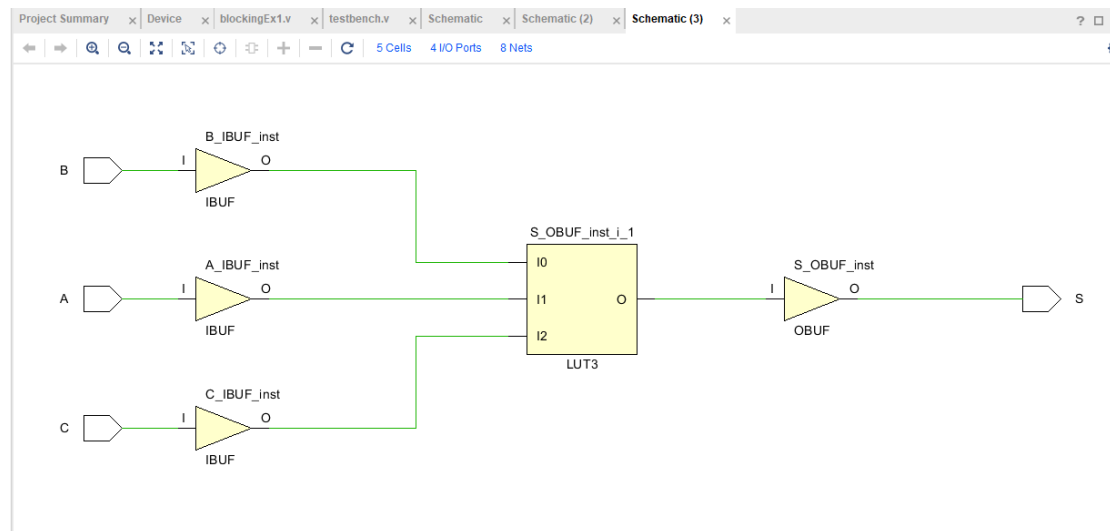 Project Summary × Device × blockingEx1.v × testbench.v × Schematic × Schematic (2) × Schematic (3) × ?
5 Cells 4 I/O Ports 8 Nets
B_IBUF_inst
B I O
IBUF
S_OBUF_inst_i_1
I0
A_IBUF_inst
S_OBUF_inst
A I O I1 O I O S
IBUF
OBUF
I2
LUT3
C_IBUF_inst
C I O
IBUF